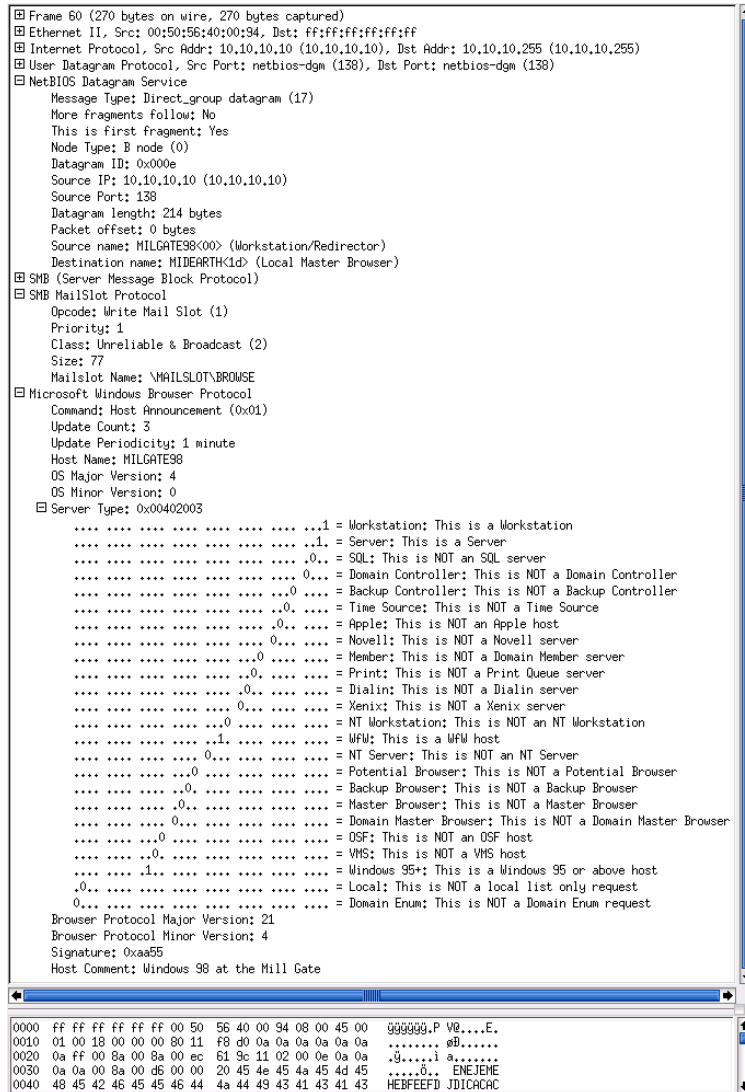 Frame 60 (270 bytes on wire, 270 bytes captured)
Ethernet II, Src: 00:50:56:40:00:94, Dst: ff:ff:ff:ff:ff:ff
Internet Protocol, Src Addr: 10.10.10.10 (10.10.10.10), Dst Addr: 10.10.10.255 (10.10.10.255)
User Datagram Protocol, Src Port: netbios-dgm (138), Dst Port: netbios-dgm (138)
NetBIOS Datagram Service
Message Type: Direct_group datagram (17)
More fragments follow: No
This is first fragment: Yes
Node Type: B node (0)
Datagram ID: 0x000e
Source IP: 10.10.10.10 (10.10.10.10)
Source Port: 138
Datagram length: 214 bytes
Packet offset: 0 bytes
Source name: MILGATE98<00> (Workstation/Redirector)
Destination name: MIDEARTH<1d> (Local Master Browser)
SMB (Server Message Block Protocol)
SMB MailSlot Protocol
Opcode: Write Mail Slot (1)
Priority: 1
Class: Unreliable & Broadcast (2)
Size: 77
Mailslot Name: \MAILSLOT\BROWSE
Microsoft Windows Browser Protocol
Command: Host Announcement (0x01)
Update Count: 3
Update Periodicity: 1 minute
Host Name: MILGATE98
OS Major Version: 4
OS Minor Version: 0
Server Type: 0x00402003
.... .... .... .... .... .... .... ...1 = Workstation: This is a Workstation
.... .... .... .... .... .... .... ..1. = Server: This is a Server
.... .... .... .... .... .... .... .0.. = SQL: This is NOT an SQL server
.... .... .... .... .... .... .... 0... = Domain Controller: This is NOT a Domain Controller
.... .... .... .... .... .... ...0 .... = Backup Controller: This is NOT a Backup Controller
.... .... .... .... .... .... ..0. .... = Time Source: This is NOT a Time Source
.... .... .... .... .... .... .0.. .... = Apple: This is NOT an Apple host
.... .... .... .... .... .... 0... .... = Novell: This is NOT a Novell server
.... .... .... .... .... ...0 .... .... = Member: This is NOT a Domain Member server
.... .... .... .... .... ..0. .... .... = Print: This is NOT a Print Queue server
.... .... .... .... .... .0.. .... .... = Dialin: This is NOT a Dialin server
.... .... .... .... .... 0... .... .... = Xenix: This is NOT a Xenix server
.... .... .... .... ...0 .... .... .... = NT Workstation: This is NOT an NT Workstation
.... .... .... .... ..1. .... .... .... = WfW: This is a WfW host
.... .... .... .... 0... .... .... .... = NT Server: This is NOT an NT Server
.... .... .... ...0 .... .... .... .... = Potential Browser: This is NOT a Potential Browser
.... .... .... ..0. .... .... .... .... = Backup Browser: This is NOT a Backup Browser
.... .... .... .0.. .... .... .... .... = Master Browser: This is NOT a Master Browser
.... .... .... 0... .... .... .... .... = Domain Master Browser: This is NOT a Domain Master Browser
.... .... ...0 .... .... .... .... .... = OSF: This is NOT an OSF host
.... .... ..0. .... .... .... .... .... = VMS: This is NOT a VMS host
.... .... .1.. .... .... .... .... .... = Windows 95+: This is a Windows 95 or above host
.0.. .... .... .... .... .... .... .... = Local: This is NOT a local list only request
0... .... .... .... .... .... .... .... = Domain Enum: This is NOT a Domain Enum request
Browser Protocol Major Version: 21
Browser Protocol Minor Version: 4
Signature: 0xaa55
Host Comment: Windows 98 at the Mill Gate
0000 ff ff ff ff ff ff 00 50 56 40 00 94 08 00 45 00 ÿÿÿÿÿÿ.P V@....E.
0010 01 00 18 00 00 00 80 11 f8 d0 0a 0a 0a 0a 0a 0a ........ øÐ......
0020 0a ff 00 8a 00 8a 00 ec 61 9c 11 02 00 0e 0a 0a .ÿ.....ì a.......
0030 0a 0a 00 8a 00 d6 00 00 20 45 4e 45 4a 45 4d 45 .....Ö.. ENEJEME
0040 48 45 42 46 45 45 46 44 4a 44 49 43 41 43 41 43 HEBFEEFD JDICACAC